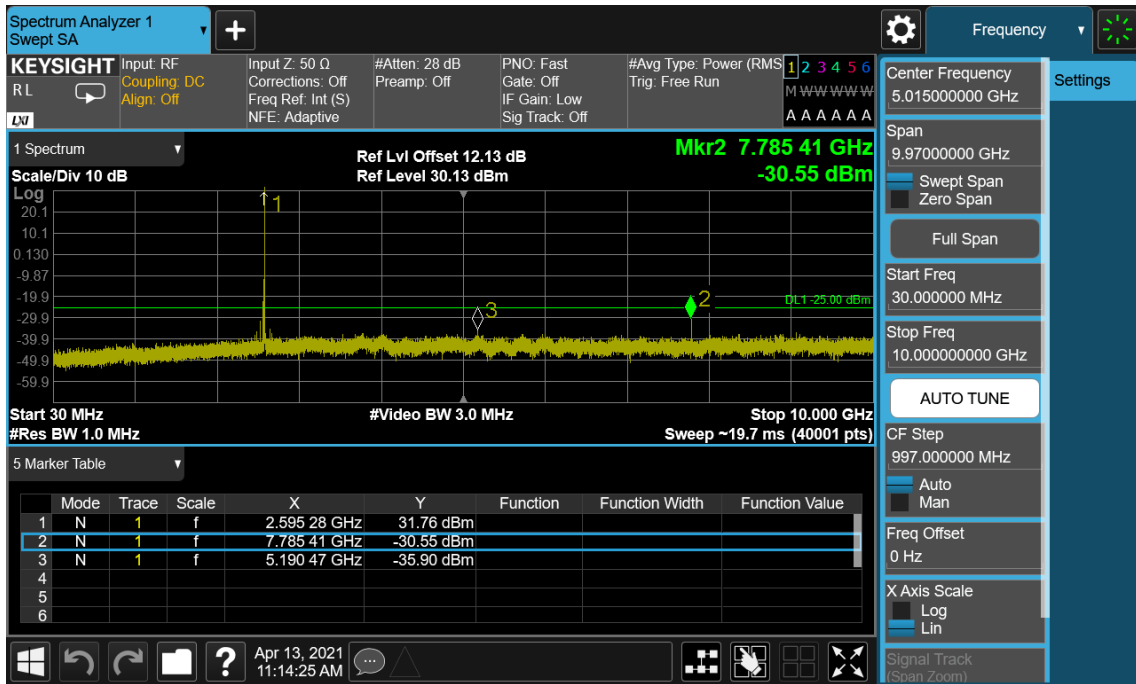 Spectrum Analyzer 1
Swept SA
Frequency
KEYSIGHT
RL
LXI
Input: RF
Coupling: DC
Align: Off
Input Z: 50 Ω
Corrections: Off
Freq Ref: Int (S)
NFE: Adaptive
#Atten: 28 dB
Preamp: Off
PNO: Fast
Gate: Off
IF Gain: Low
Sig Track: Off
#Avg Type: Power (RMS
Trig: Free Run
1 2 3 4 5 6
M W W W W W
A A A A A A
1 Spectrum
Scale/Div 10 dB
Ref Lvl Offset 12.13 dB
Ref Level 30.13 dBm
Mkr2 7.785 41 GHz
-30.55 dBm
Log
20.1
10.1
0.130
-9.87
-19.9
-29.9
-39.9
-49.9
-59.9
1
2
3
DL1 -25.00 dBm
Start 30 MHz
#Video BW 3.0 MHz
Stop 10.000 GHz
#Res BW 1.0 MHz
Sweep ~19.7 ms (40001 pts)
5 Marker Table
Mode Trace Scale X Y Function Function Width Function Value
1 N 1 f 2.595 28 GHz 31.76 dBm
2 N 1 f 7.785 41 GHz -30.55 dBm
3 N 1 f 5.190 47 GHz -35.90 dBm
4
5
6
?
Apr 13, 2021
11:14:25 AM
Center Frequency
5.015000000 GHz
Span
9.97000000 GHz
Swept Span
Zero Span
Full Span
Start Freq
30.000000 MHz
Stop Freq
10.000000000 GHz
AUTO TUNE
CF Step
997.000000 MHz
Auto
Man
Freq Offset
0 Hz
X Axis Scale
Log
Lin
Signal Track
(Span Zoom)
Settings